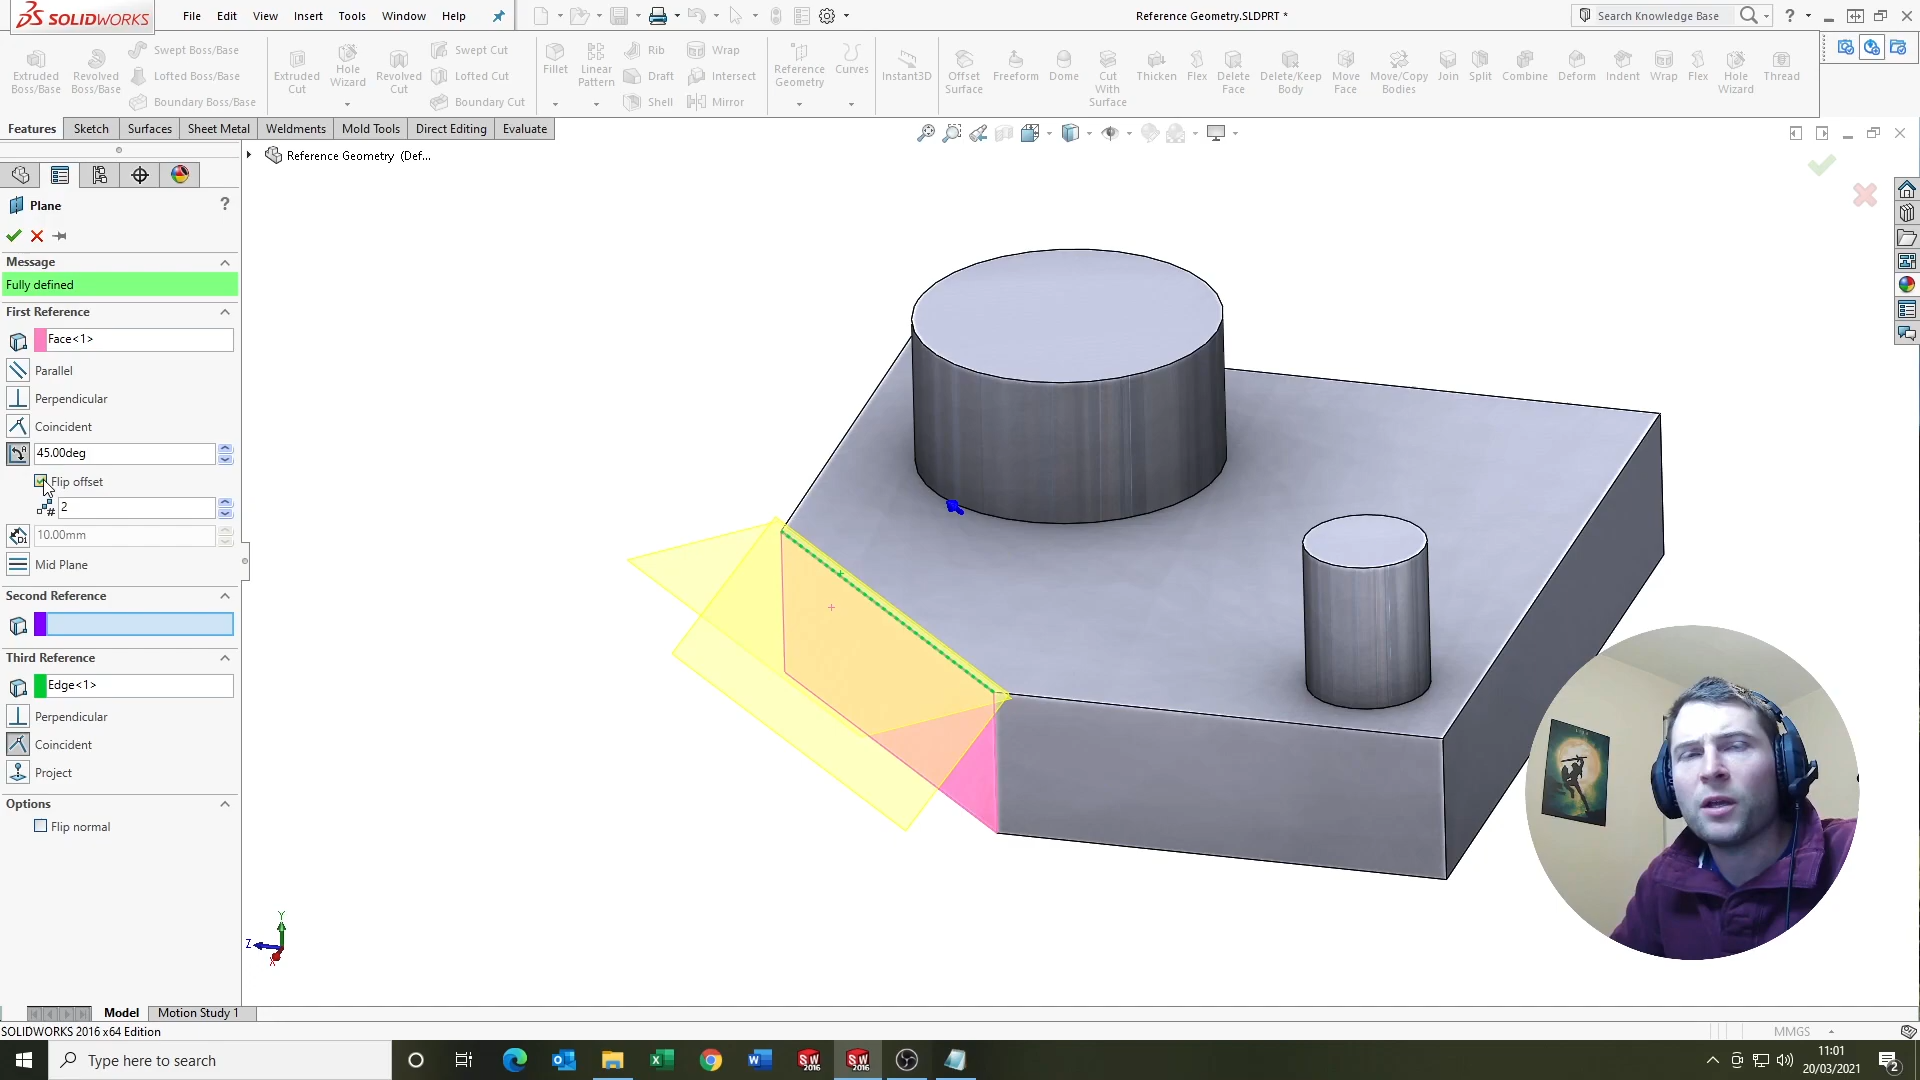 SOLIDWORKS
File Edit View Insert Tools Window Help
Reference Geometry.SLDPRT *
Search Knowledge Base
Extruded Boss/Base
Revolved Boss/Base
Swept Boss/Base
Lofted Boss/Base
Boundary Boss/Base
Extruded Cut
Hole Wizard
Revolved Cut
Swept Cut
Lofted Cut
Boundary Cut
Fillet
Linear Pattern
Rib
Draft
Shell
Wrap
Intersect
Mirror
Reference Geometry
Curves
Instant3D
Offset Surface
Freeform
Dome
Cut With Surface
Thicken
Flex
Delete Face
Delete/Keep Body
Move Face
Move/Copy Bodies
Join
Split
Combine
Deform
Indent
Wrap
Flex
Hole Wizard
Thread
Features Sketch Surfaces Sheet Metal Weldments Mold Tools Direct Editing Evaluate
Reference Geometry (Def...
Plane
?
Message
Fully defined
First Reference
Face<1>
Parallel
Perpendicular
Coincident
45.00deg
Flip offset
2
10.00mm
Mid Plane
Second Reference
Third Reference
Edge<1>
Perpendicular
Coincident
Project
Options
Flip normal
Y
Z
X
Model Motion Study 1
SOLIDWORKS 2016 x64 Edition
MMGS
Type here to search
SW 2016
SW 2016
11:01
20/03/2021
2